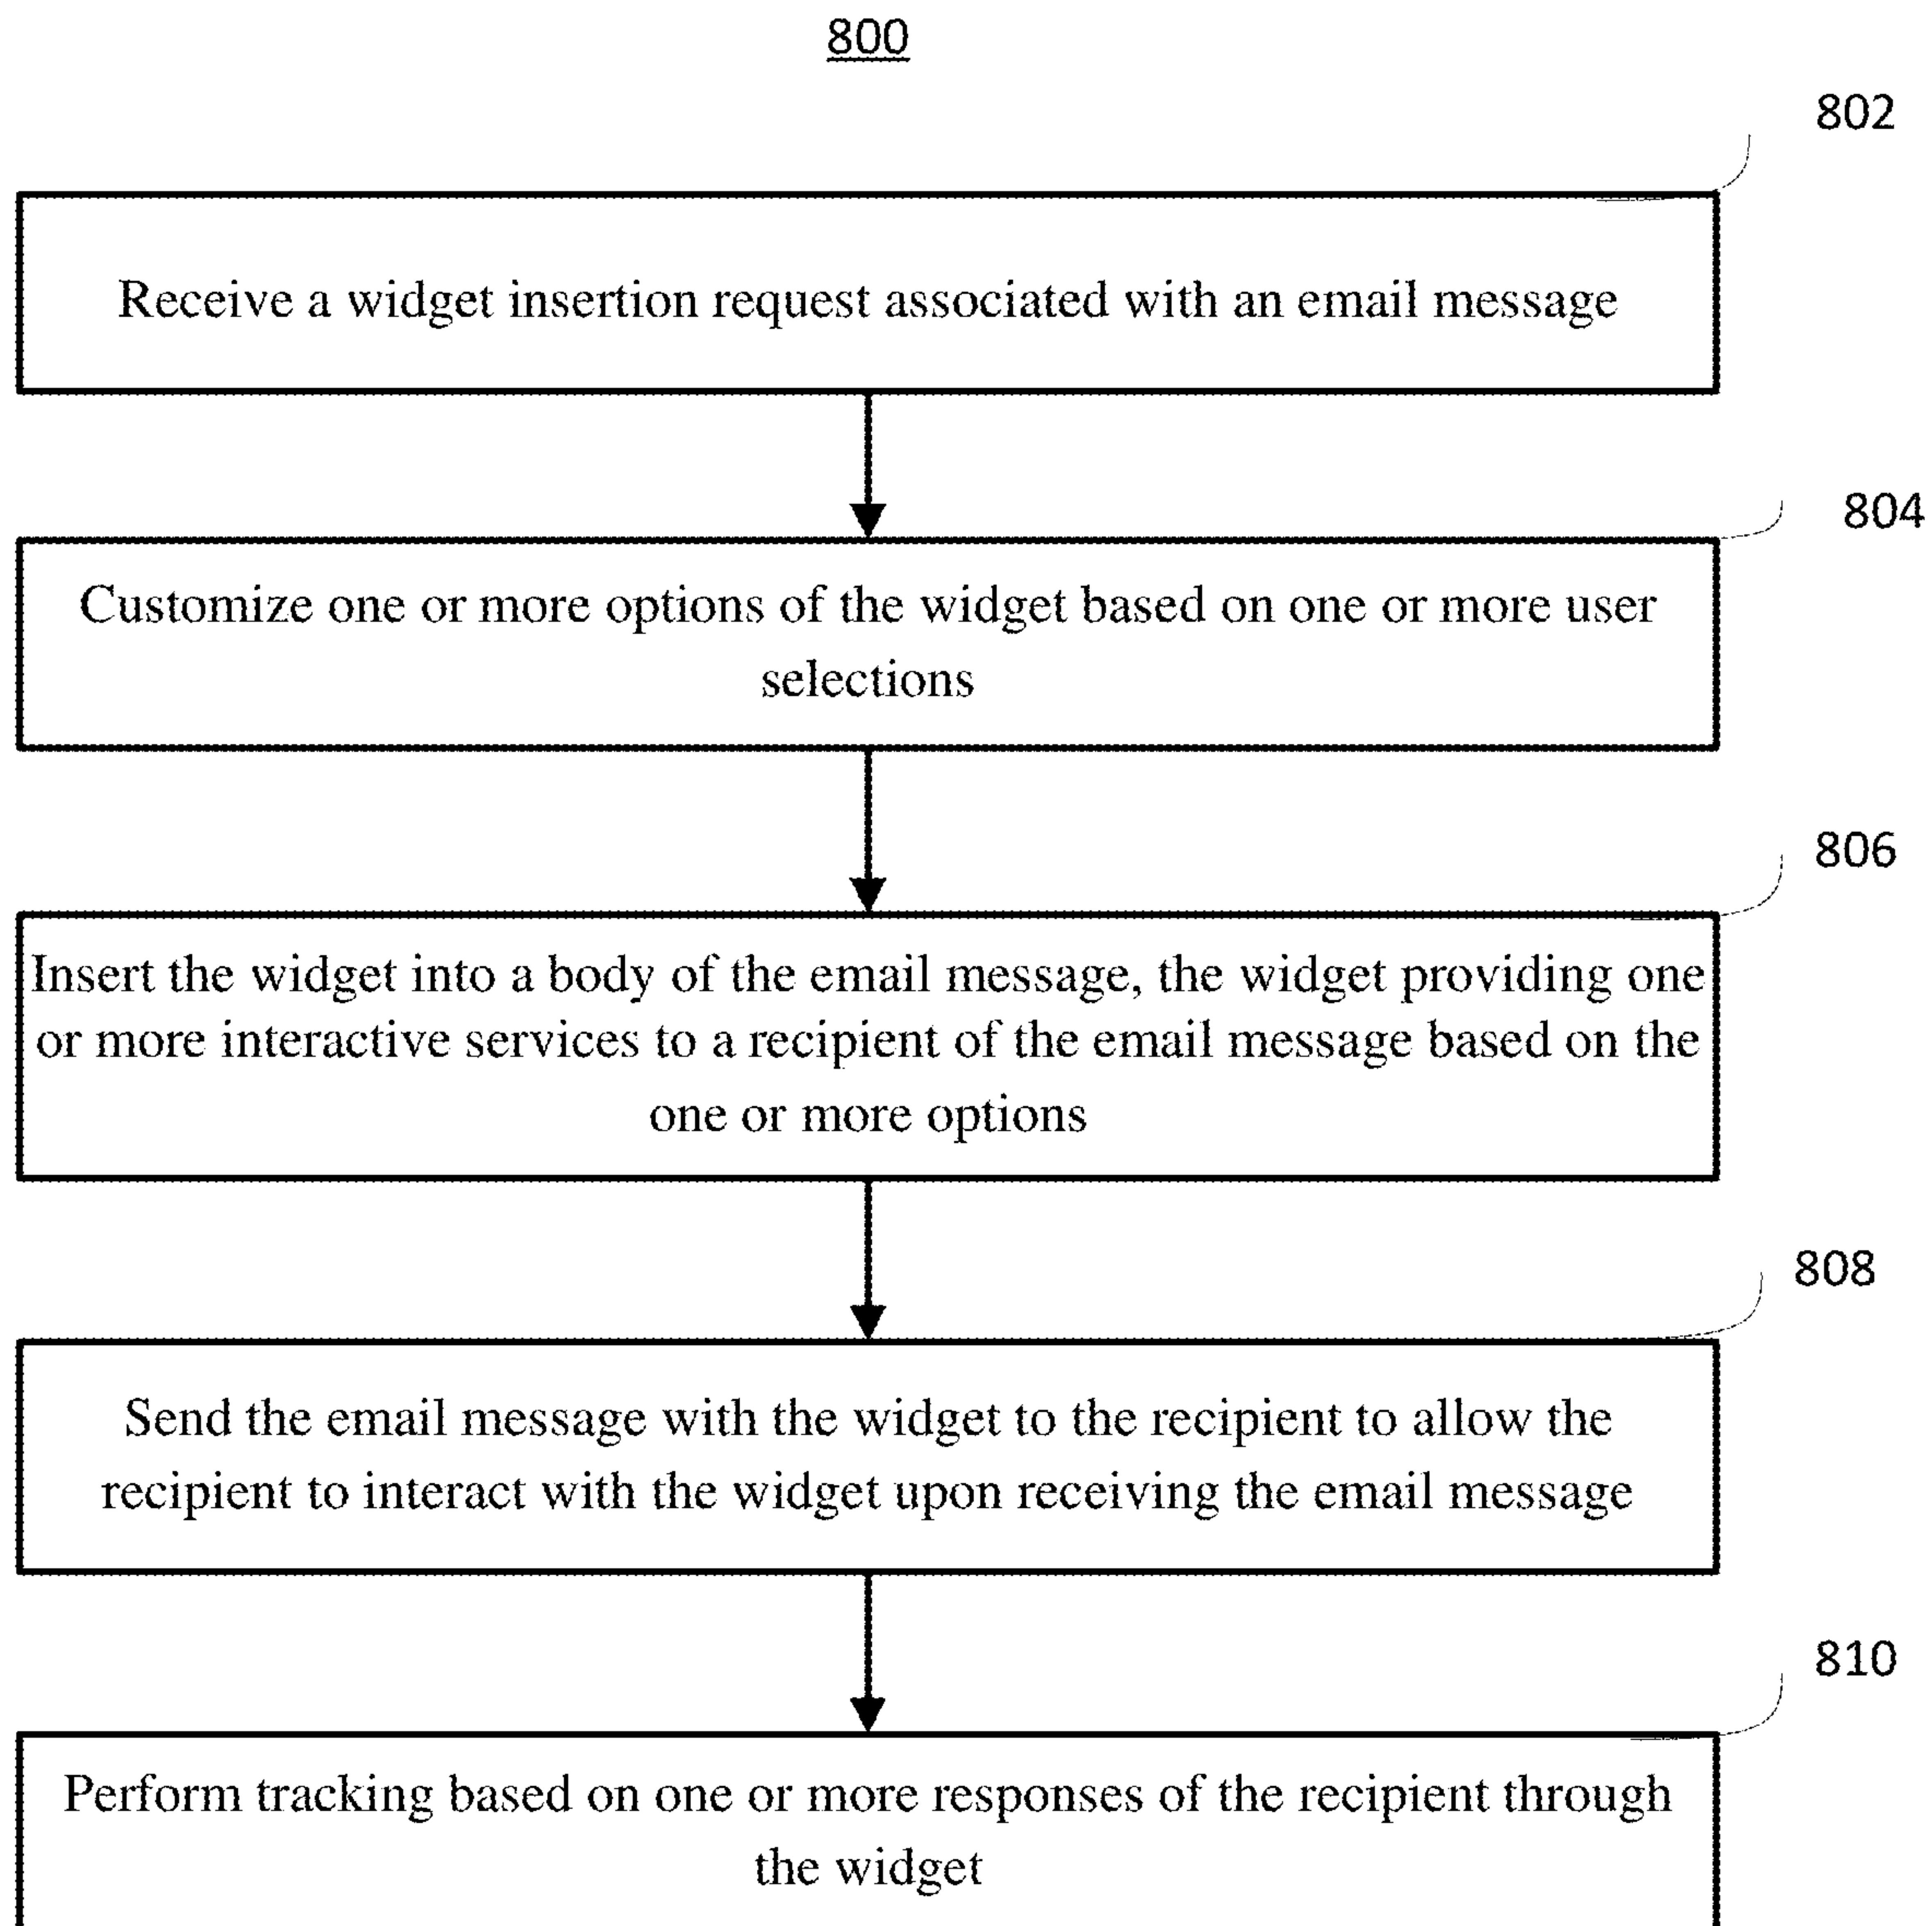 800
802
Receive a widget insertion request associated with an email message
804
Customize one or more options of the widget based on one or more user
selections
806
Insert the widget into a body of the email message, the widget providing one
or more interactive services to a recipient of the email message based on the
one or more options
808
Send the email message with the widget to the recipient to allow the
recipient to interact with the widget upon receiving the email message
810
Perform tracking based on one or more responses of the recipient through
the widget